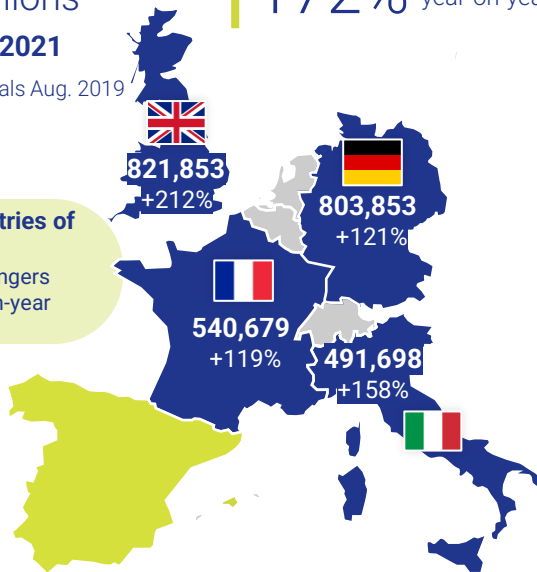 year-on-yea
2021
als Aug. 2019
821,853
+212%
803,853
+121%
tries of
ngers
n-year
540,679
+119%
491,698
+158%